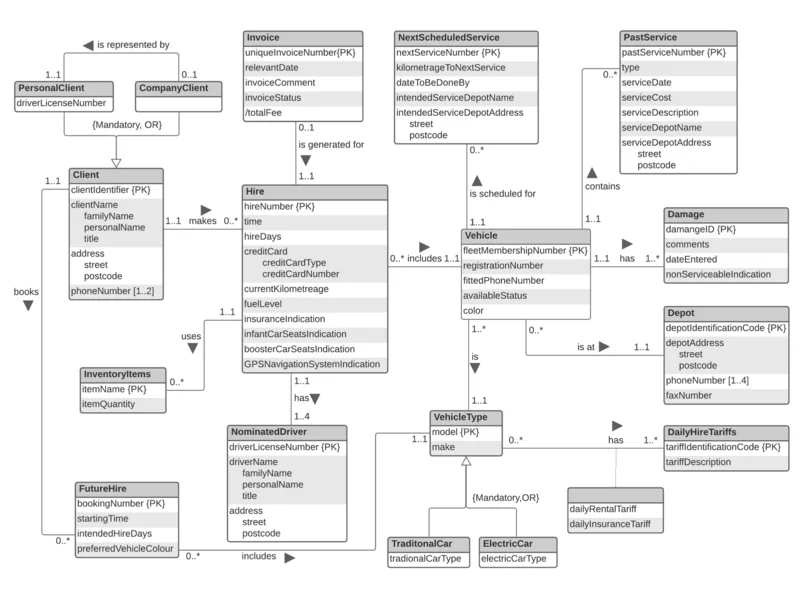 is represented by
1..1
0..1
PersonalClient
driverLicenseNumber
CompanyClient
{Mandatory, OR}
Invoice
uniqueInvoiceNumber{PK}
relevantDate
invoiceComment
invoiceStatus
/totalFee
0..1
is generated for
1..1
NextScheduledService
nextServiceNumber {PK}
kilometrageToNextService
dateToBeDoneBy
intendedServiceDepotName
intendedServiceDepotAddress
street
postcode
0..*
is scheduled for
1..1
PastService
pastServiceNumber {PK}
type
serviceDate
serviceCost
serviceDescription
serviceDepotName
serviceDepotAddress
street
postcode
0..*
contains
1..1
Client
clientIdentifier {PK}
clientName
familyName
personalName
title
address
street
postcode
phoneNumber [1..2]
1..1
books
0..*
1..1 makes 0..*
Hire
hireNumber {PK}
time
hireDays
creditCard
creditCardType
creditCardNumber
currentKilometreage
fuelLevel
insuranceIndication
infantCarSeatsIndication
boosterCarSeatsIndication
GPSNavigationSystemIndication
0..* includes 1..1
Vehicle
fleetMembershipNumber {PK}
registrationNumber
fittedPhoneNumber
availableStatus
color
1..1 has 1..*
Damage
damangeID {PK}
comments
dateEntered
nonServiceableIndication
Depot
depotIdentificationCode {PK}
depotAddress
street
postcode
phoneNumber [1..4]
faxNumber
0..*
is at
1..1
1..1
uses
0..*
InventoryItems
itemName {PK}
itemQuantity
1..1
has
1..4
NominatedDriver
driverLicenseNumber {PK}
driverName
familyName
personalName
title
address
street
postcode
1..*
is
1..1
VehicleType
model {PK}
make
1..1
0..*
has
1..*
DailyHireTariffs
tariffIdentificationCode {PK}
tariffDescription
dailyRentalTariff
dailyInsuranceTariff
{Mandatory,OR}
TraditonalCar
tradionalCarType
ElectricCar
electricCarType
FutureHire
bookingNumber {PK}
startingTime
intendedHireDays
preferredVehicleColour
0..*
includes